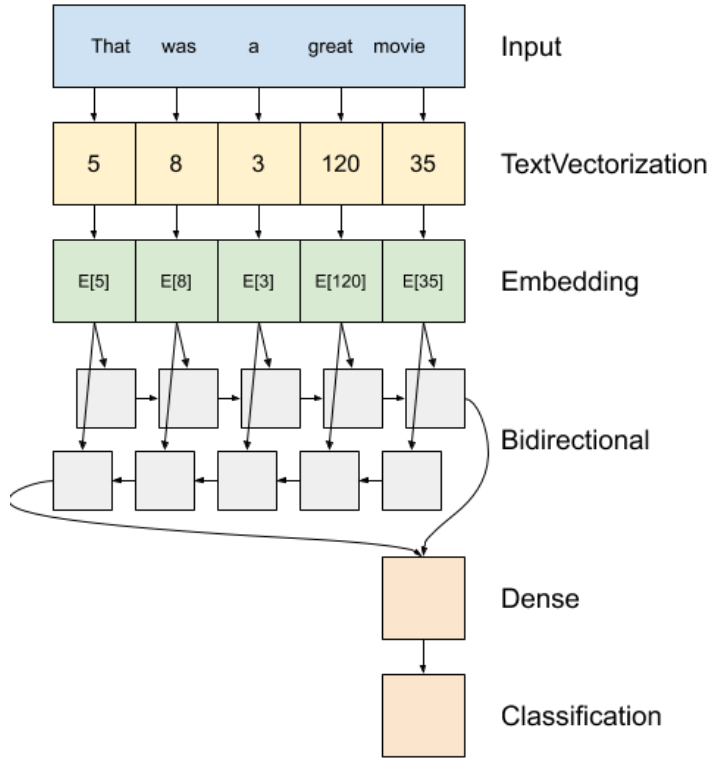 That was a great movie Input
5 8 3 120 35 TextVectorization
E[5] E[8] E[3] E[120] E[35] Embedding
Bidirectional
Dense
Classification